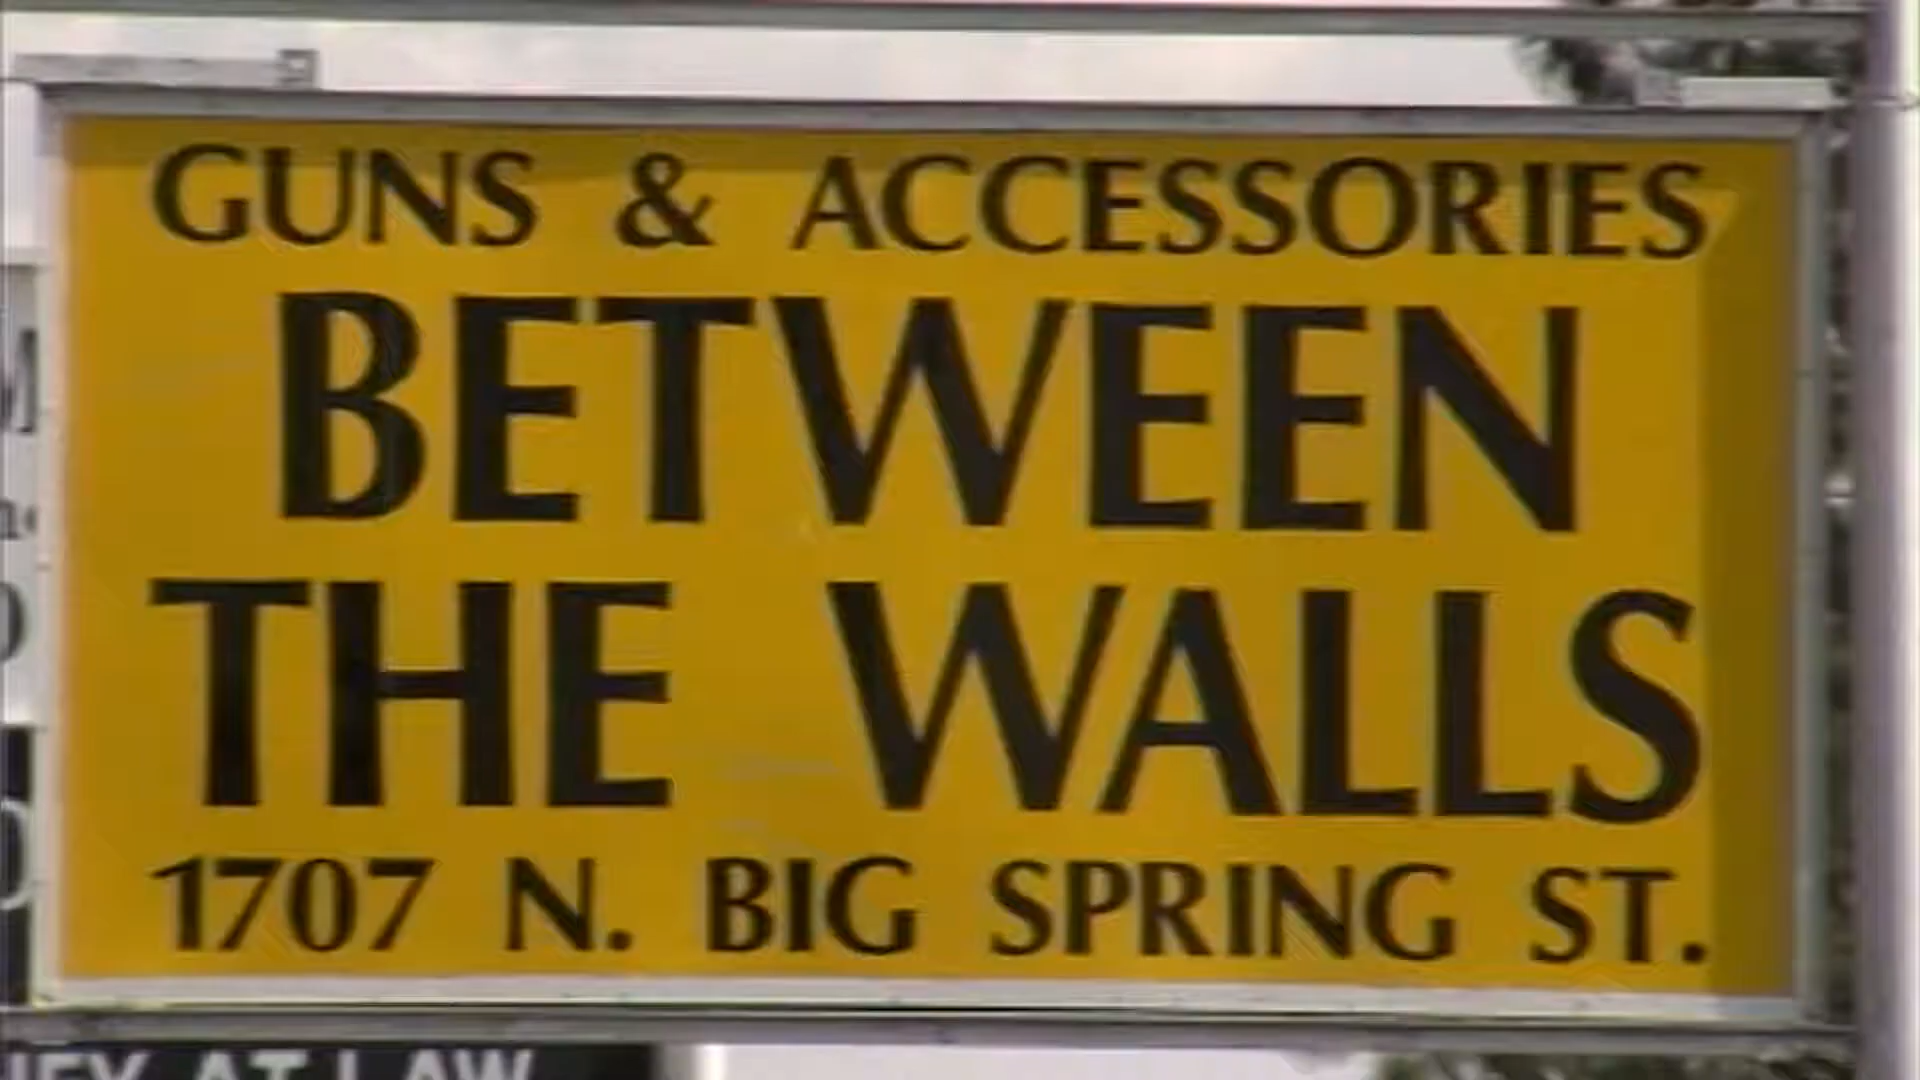 GUNS & ACCESSORIES
BETWEEN
THE WALLS
1707 N. BIG SPRING ST.
AT LAW